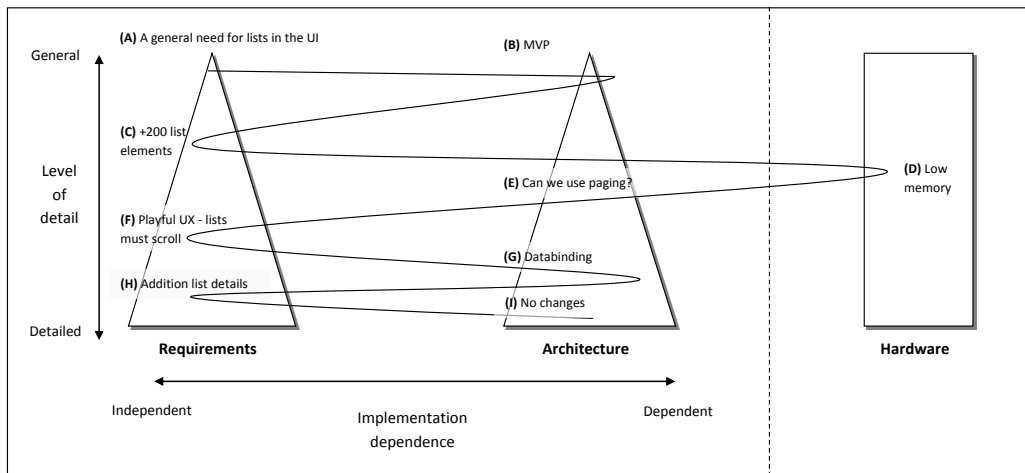 (A) A general need for lists in the UI
(B) MVP
General
(C) +200 list
elements
Level
of
detail
(D) Low
memory
(E) Can we use paging?
(F) Playful UX - lists
must scroll
(G) Databinding
(H) Addition list details
(I) No changes
Detailed
Requirements
Architecture
Hardware
Independent
Implementation
dependence
Dependent